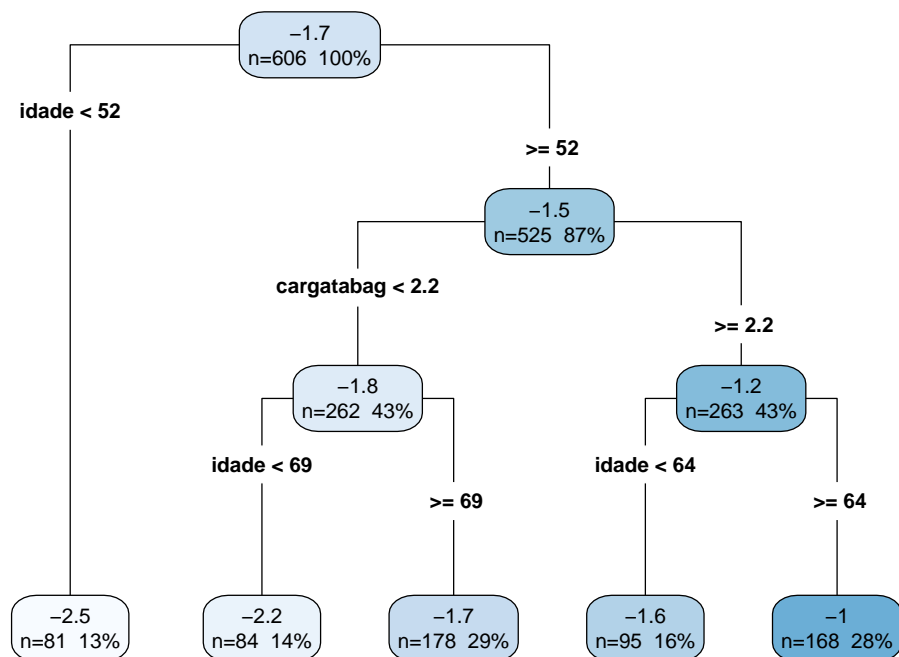 −1.7
n=606 100%
idade < 52
>= 52
−1.5
n=525 87%
cargatabag < 2.2
>= 2.2
−1.8
n=262 43%
−1.2
n=263 43%
idade < 69
>= 69
idade < 64
>= 64
−2.5
n=81 13%
−2.2
n=84 14%
−1.7
n=178 29%
−1.6
n=95 16%
−1
n=168 28%